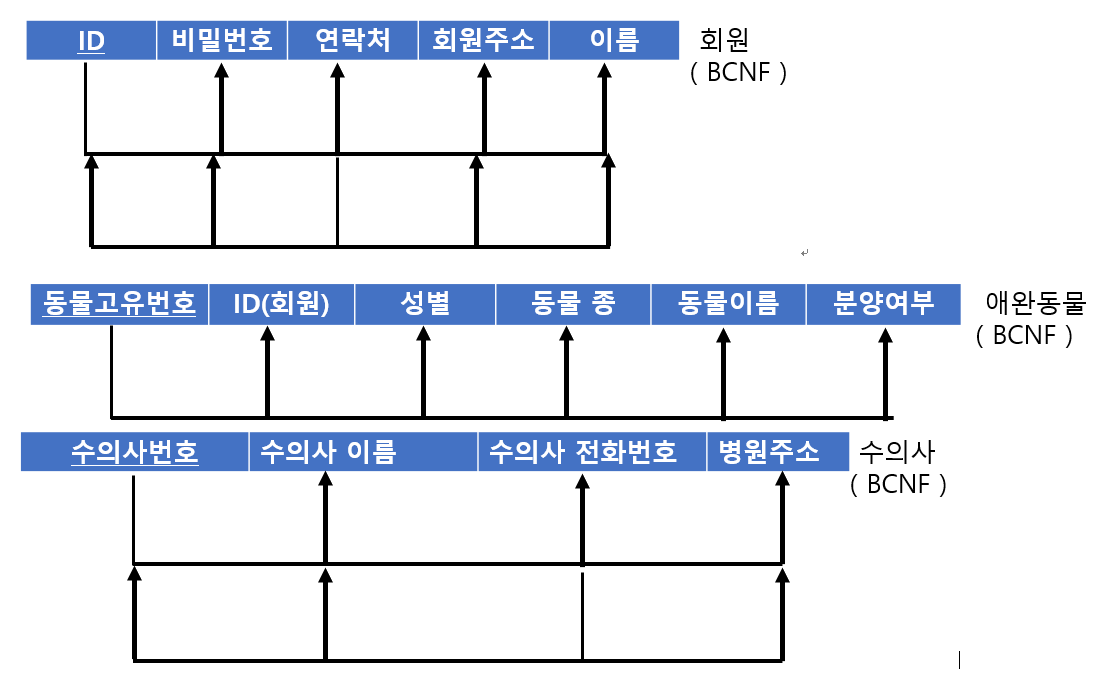 ID 비밀번호 연락처 회원주소 이름 회원
( BCNF )
동물고유번호 ID(회원) 성별 동물 종 동물이름 분양여부 애완동물
( BCNF )
수의사번호 수의사 이름 수의사 전화번호 병원주소 수의사
( BCNF )